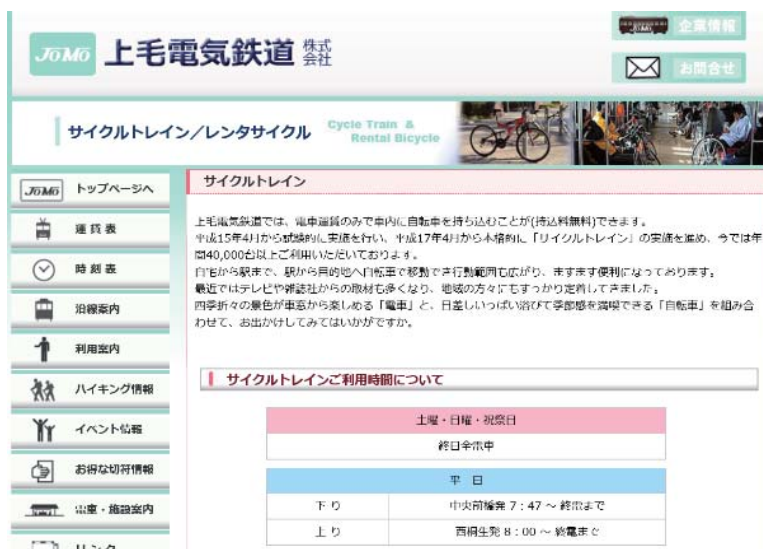 JōMō 上毛電気鉄道 株式会社
企業情報
お問合せ
サイクルトレイン/レンタサイクル
Cycle Train &
Rental Bicycle
JōMō トップページへ
運賃表
時刻表
沿線案内
利用案内
ハイキング情報
イベント情報
お得な切符情報
電車・施設案内
リンク
サイクルトレイン
上毛電気鉄道では、電車運賃のみで車内に自転車を持ち込むことが(持込料無料)できます。
平成15年4月から試験的に実施を行い、平成17年4月から本格的に「サイクルトレイン」の実施を進め、今では年
間40,000台以上ご利用いただいております。
自宅から駅まで、駅から目的地へ自転車で移動でき行動範囲も広がり、ますます便利になっております。
最近ではテレビや雑誌社からの取材も多くなり、地域の方々にもすっかり定着してきました。
四季折々の景色が車窓から楽しめる「電車」と、日差しいっぱい浴びて季節感を満喫できる「自転車」を組み合
わせて、お出かけしてみてはいかがですか。
サイクルトレインご利用時間について
土曜・日曜・祝祭日
終日全電車
平 日
下り 中央前橋発 7:47 ~ 終電まで
上り 西桐生発 8:00 ~ 終電まで